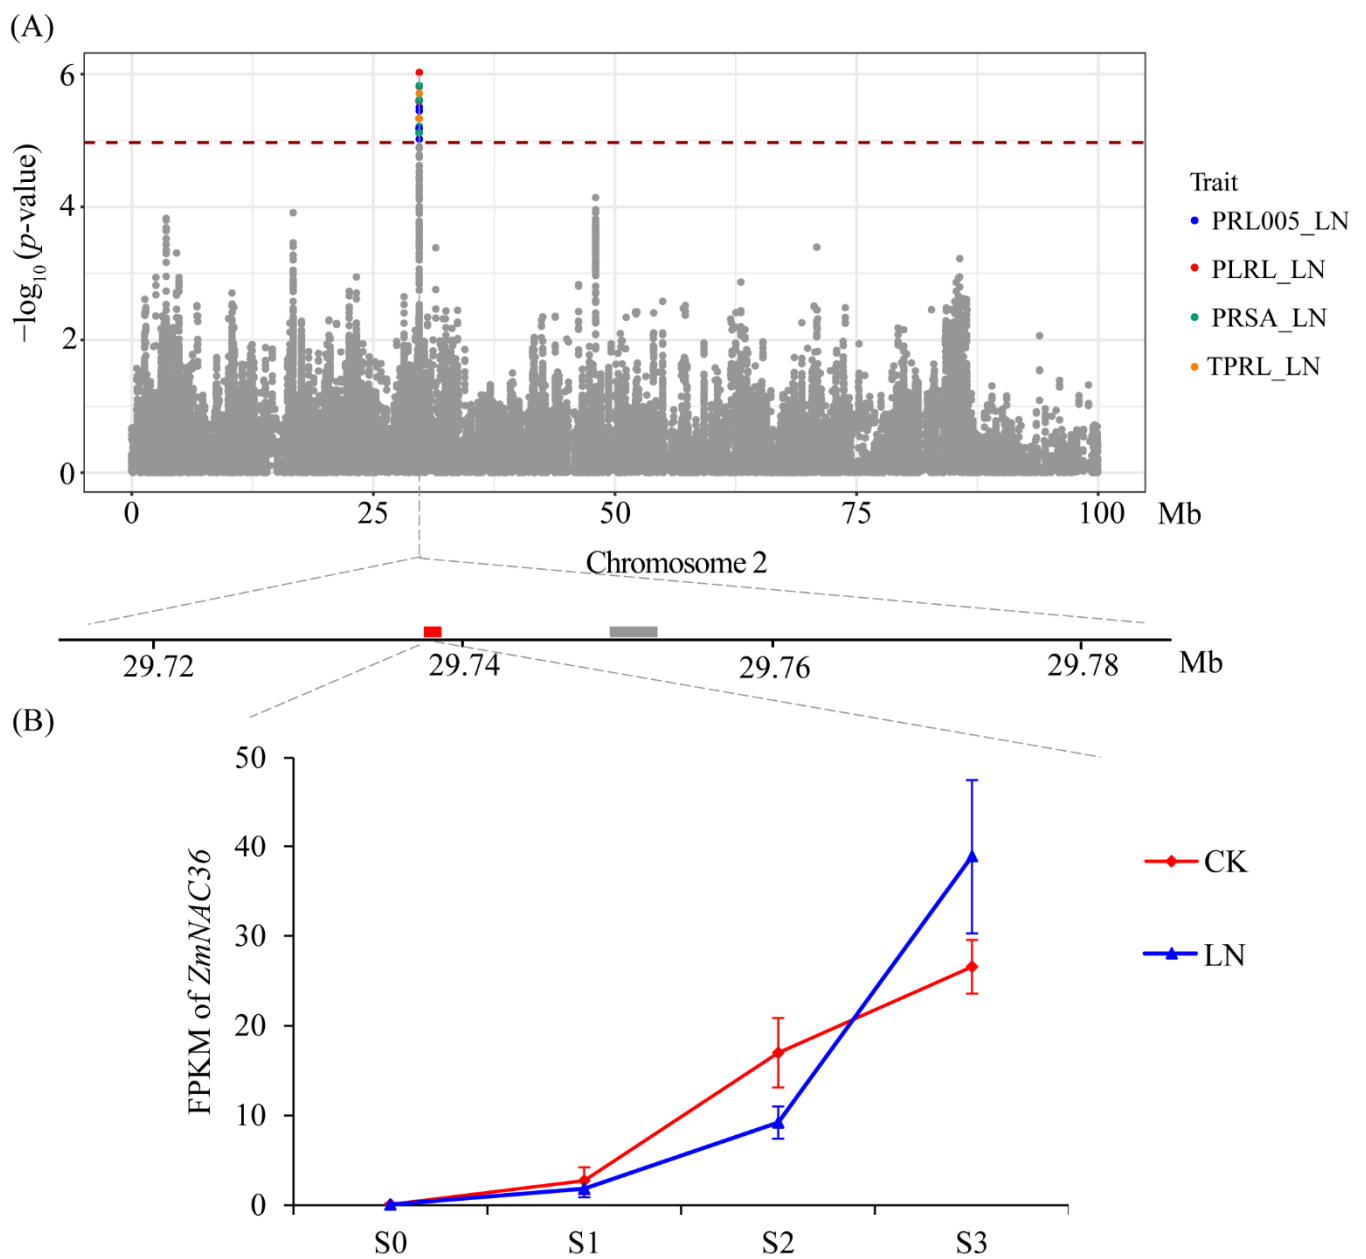 (A)
−log10 (p-value)
6
4
2
0
0 25 50 75 100 Mb
Chromosome 2
Trait
PRL005_LN
PLRL_LN
PRSA_LN
TPRL_LN
29.72 29.74 29.76 29.78 Mb
(B)
FPKM of ZmNAC36
50
40
30
20
10
0
S0 S1 S2 S3
CK
LN